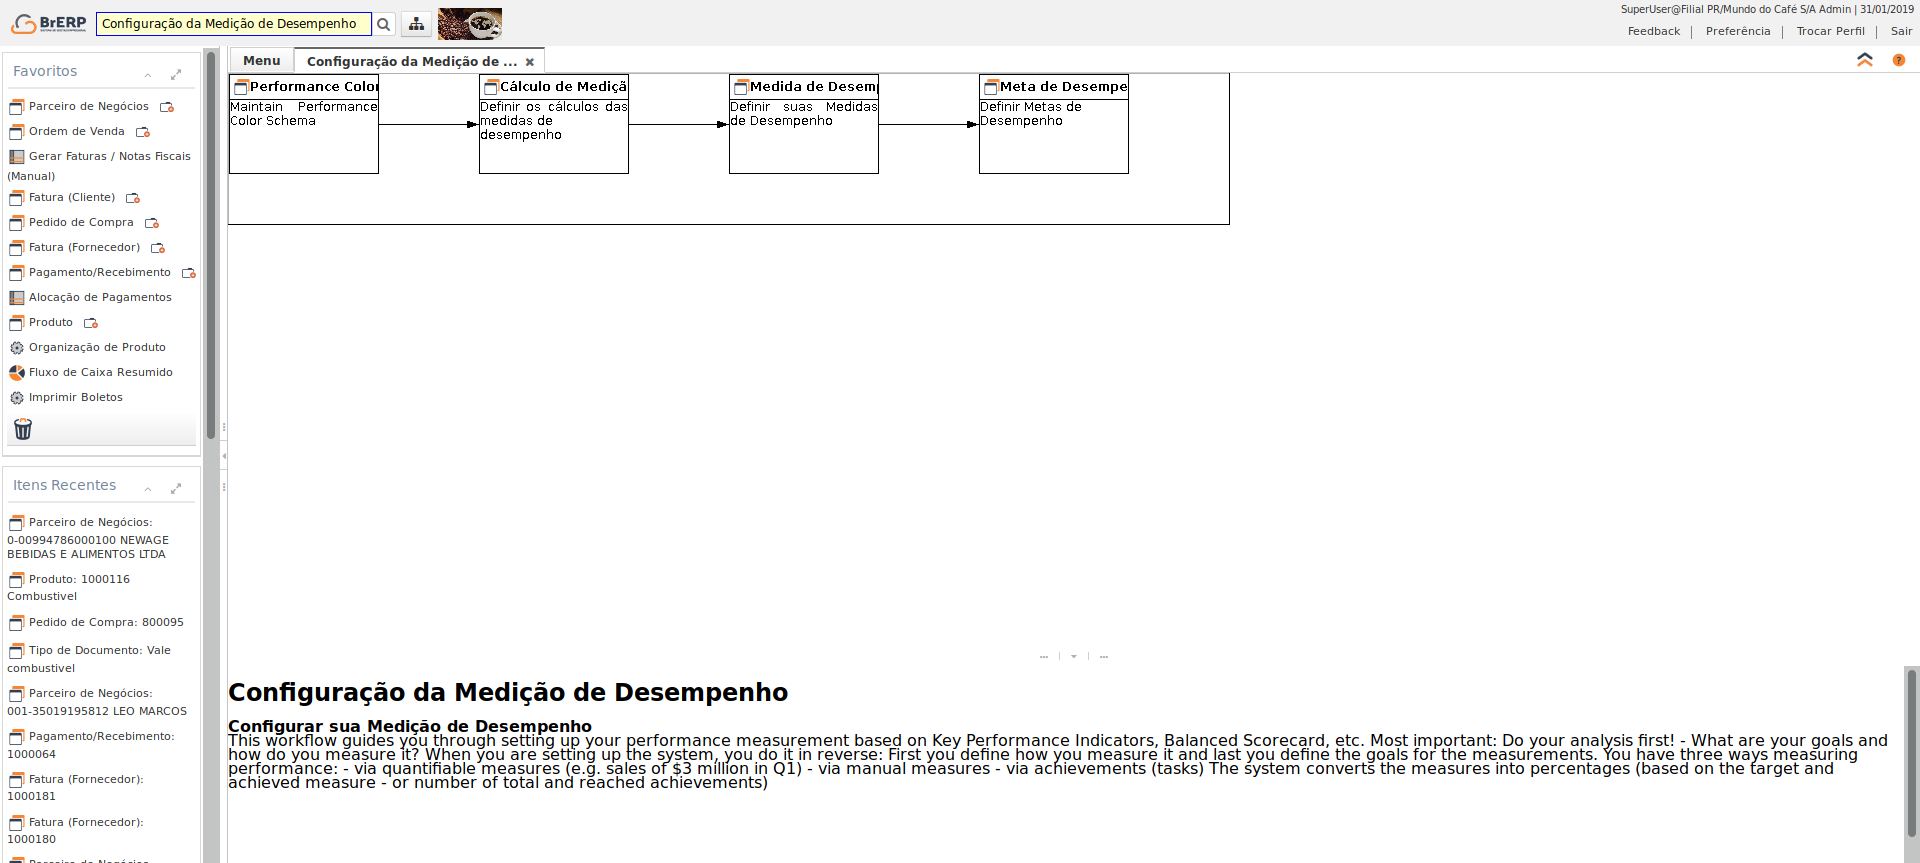 BrERP
Configuração da Medição de Desempenho
SuperUser@Filial PR/Mundo do Café S/A Admin | 31/01/2019
Feedback | Preferência | Trocar Perfil | Sair
Menu
Configuração da Medição de ...
Favoritos
Parceiro de Negócios
Ordem de Venda
Gerar Faturas / Notas Fiscais
(Manual)
Fatura (Cliente)
Pedido de Compra
Fatura (Fornecedor)
Pagamento/Recebimento
Alocação de Pagamentos
Produto
Organização de Produto
Fluxo de Caixa Resumido
Imprimir Boletos
Itens Recentes
Parceiro de Negócios:
0-00994786000100 NEWAGE
BEBIDAS E ALIMENTOS LTDA
Produto: 1000116
Combustivel
Pedido de Compra: 800095
Tipo de Documento: Vale
combustivel
Parceiro de Negócios:
001-35019195812 LEO MARCOS
Pagamento/Recebimento:
1000064
Fatura (Fornecedor):
1000181
Fatura (Fornecedor):
1000180
Parceiro de Negócios
Performance Color
Maintain Performance
Color Schema
Cálculo de Mediçã
Definir os cálculos das
medidas de
desempenho
Medida de Desem
Definir suas Medidas
de Desempenho
Meta de Desempe
Definir Metas de
Desempenho
Configuração da Medição de Desempenho
Configurar sua Medição de Desempenho
This workflow guides you through setting up your performance measurement based on Key Performance Indicators, Balanced Scorecard, etc. Most important: Do your analysis first! - What are your goals and
how do you measure it? When you are setting up the system, you do it in reverse: First you define how you measure it and last you define the goals for the measurements. You have three ways measuring
performance: - via quantifiable measures (e.g. sales of $3 million in Q1) - via manual measures - via achievements (tasks) The system converts the measures into percentages (based on the target and
achieved measure - or number of total and reached achievements)